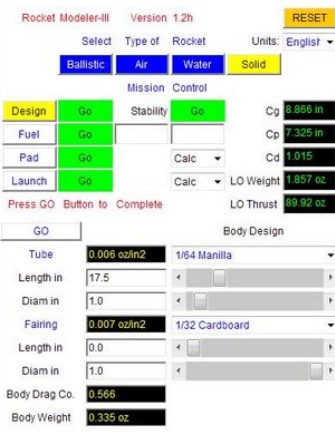 Rocket Modeler-III Version 1.2h RESET
Select Type of Rocket Units: English
Ballistic Air Water Solid
Mission Control
Design Go Stability Go Cg 8.866 in
Fuel Go Cp 7.325 in
Pad Go Calc Cd 1.015
Launch Go Calc LO Weight 1.857 oz
Press GO Button to Complete LO Thrust 89.92 oz
GO Body Design
Tube 0.006 oz/in2 1/64 Manilla
Length in 17.5
Diam in 1.0
Fairing 0.007 oz/in2 1/32 Cardboard
Length in 0.0
Diam in 1.0
Body Drag Co. 0.566
Body Weight 0.335 oz